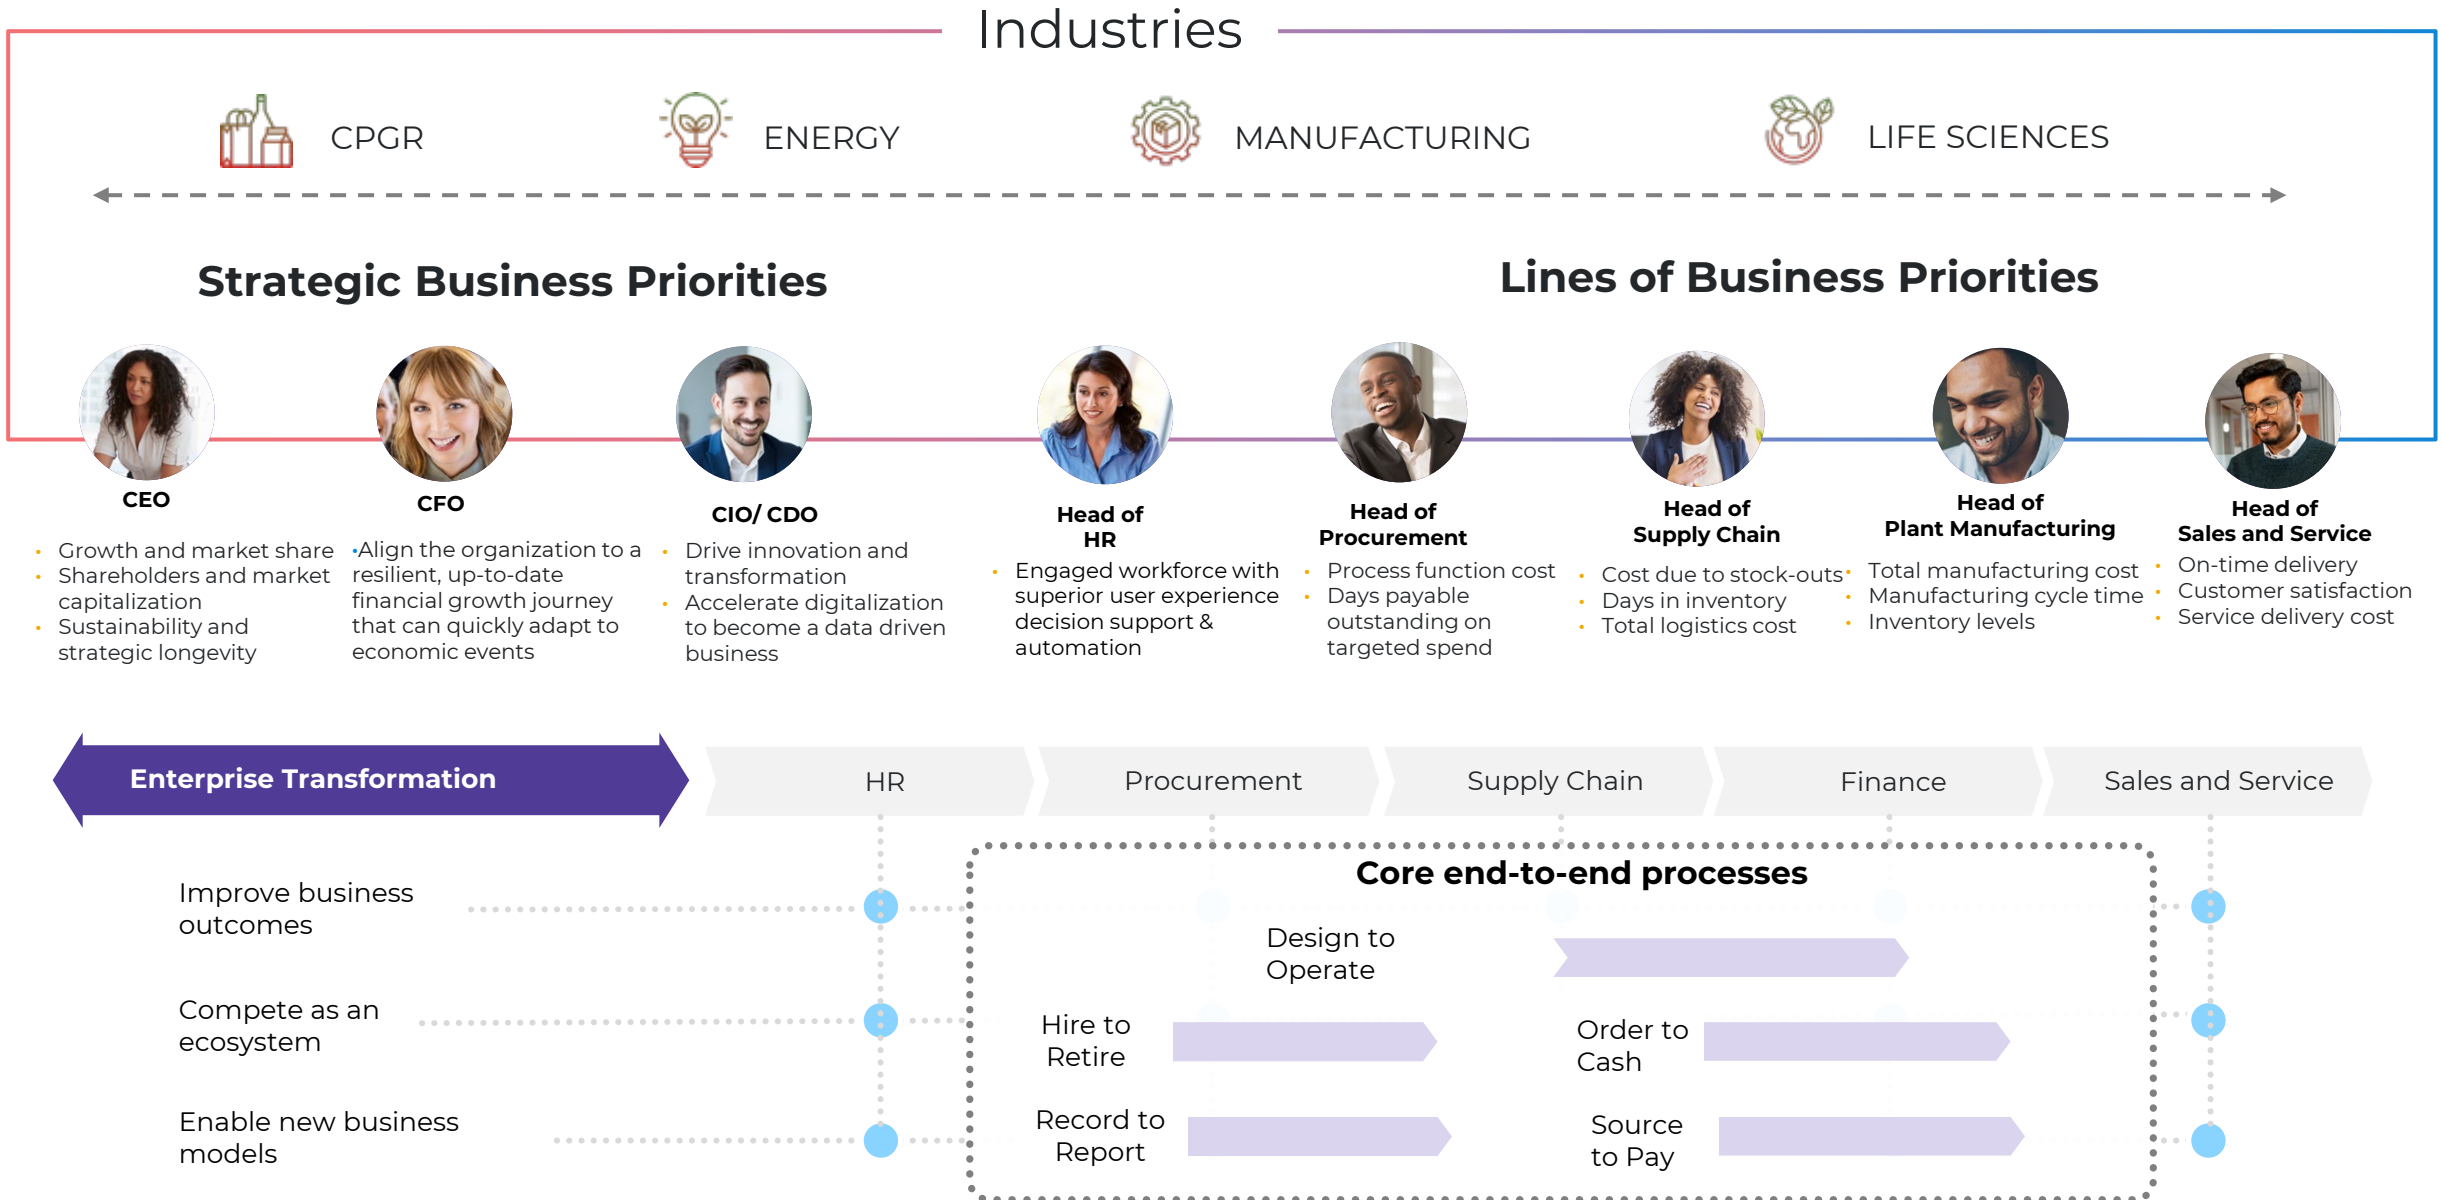 Industries
CPGR
ENERGY
MANUFACTURING
LIFE SCIENCES
Strategic Business Priorities
Lines of Business Priorities
CEO
• Growth and market share
• Shareholders and market
capitalization
• Sustainability and
strategic longevity
CFO
•Align the organization to a
resilient, up-to-date
financial growth journey
that can quickly adapt to
economic events
CIO/ CDO
• Drive innovation and
transformation
• Accelerate digitalization
to become a data driven
business
Head of
HR
• Engaged workforce with
superior user experience
decision support &
automation
Head of
Procurement
• Process function cost
• Days payable
outstanding on
targeted spend
Head of
Supply Chain
• Cost due to stock-outs
• Days in inventory
• Total logistics cost
Head of
Plant Manufacturing
• Total manufacturing cost
• Manufacturing cycle time
• Inventory levels
Head of
Sales and Service
• On-time delivery
• Customer satisfaction
• Service delivery cost
Enterprise Transformation
HR
Procurement
Supply Chain
Finance
Sales and Service
Improve business
outcomes
Compete as an
ecosystem
Enable new business
models
Core end-to-end processes
Design to
Operate
Hire to
Retire
Order to
Cash
Record to
Report
Source
to Pay